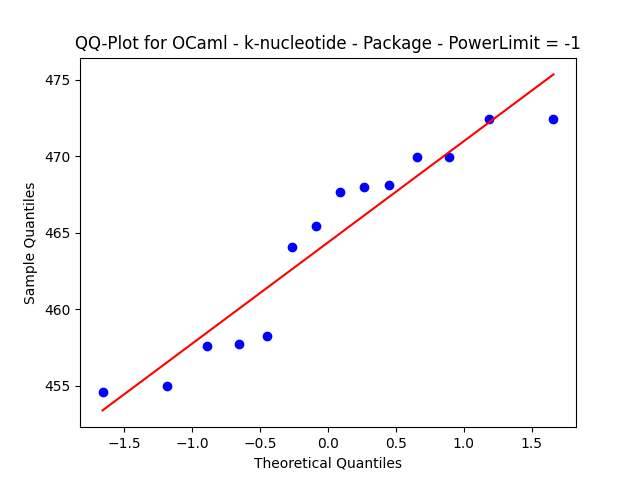 QQ-Plot for OCaml - k-nucleotide - Package - PowerLimit = -1
475
470
465
460
455
Sample Quantiles
−1.5 −1.0 −0.5 0.0 0.5 1.0 1.5
Theoretical Quantiles